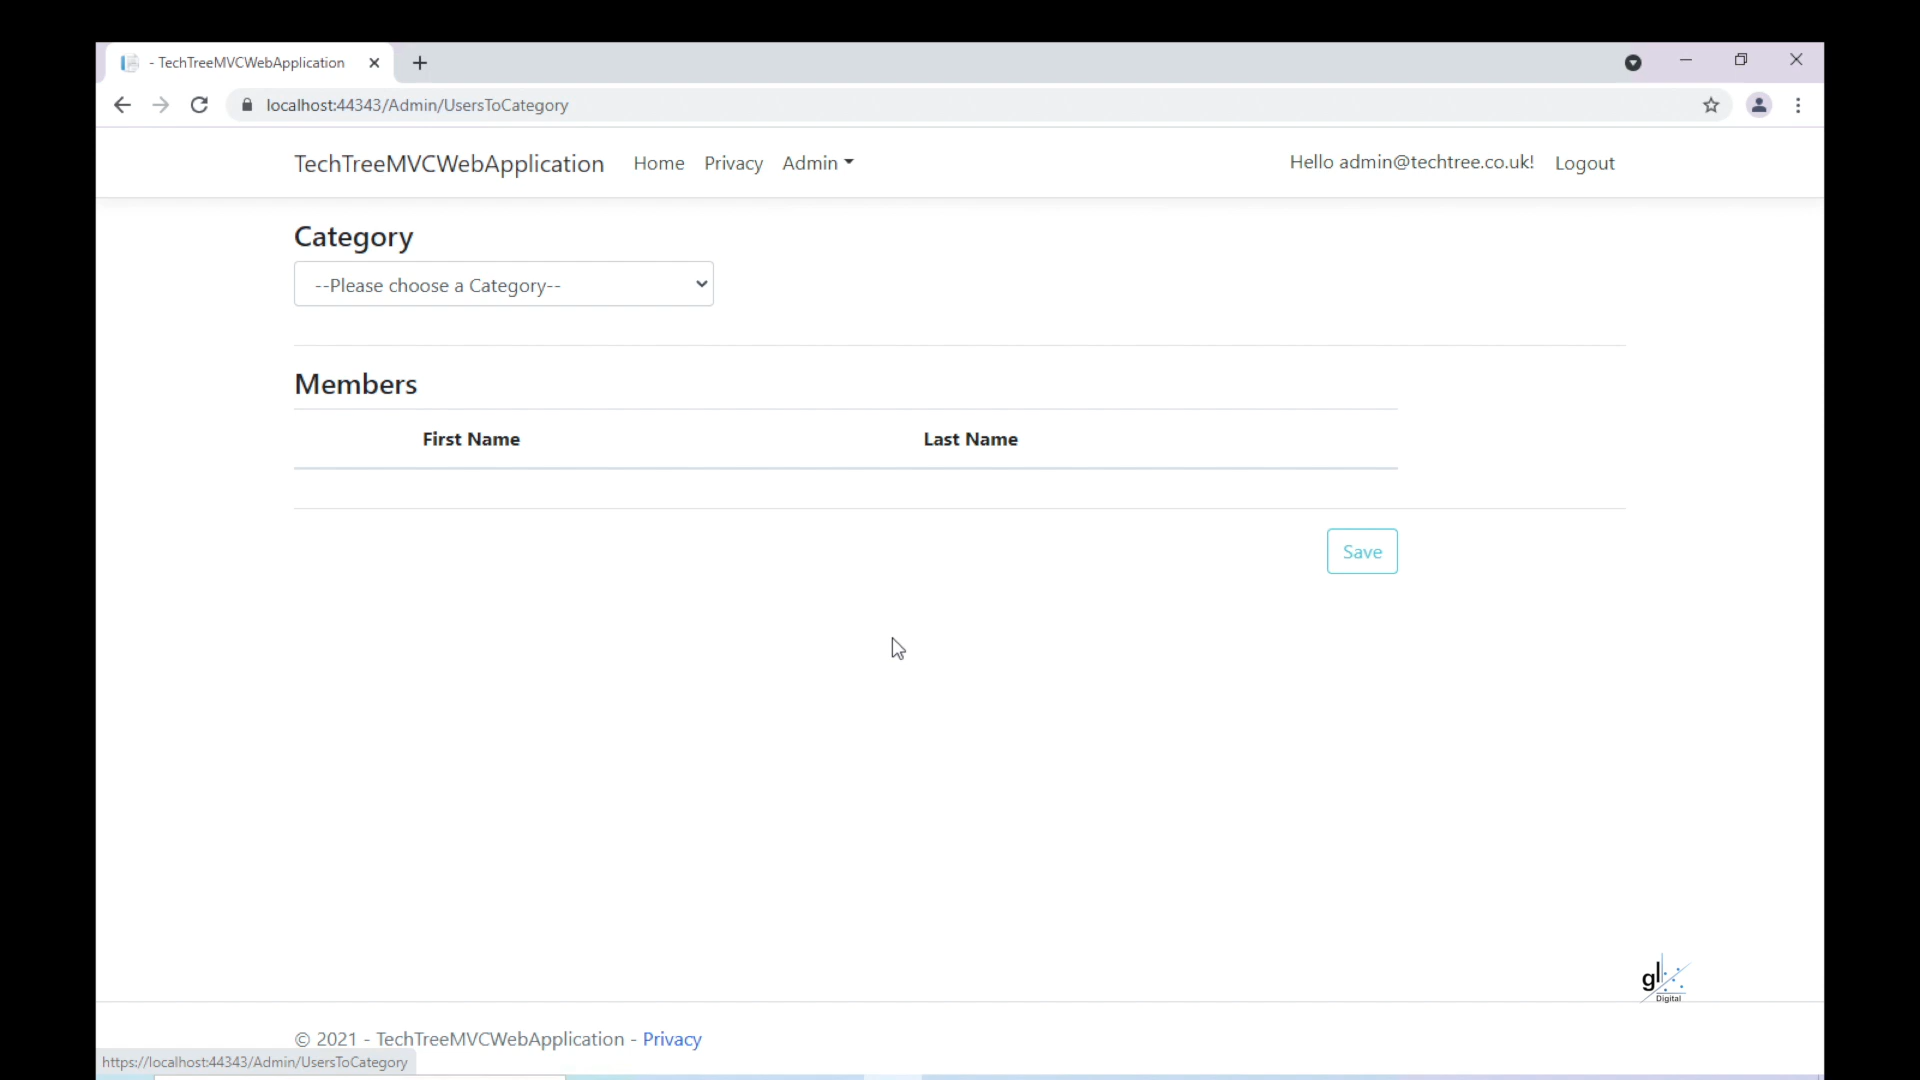 - TechTreeMVCWebApplication
localhost:44343/Admin/UsersToCategory
TechTreeMVCWebApplication Home Privacy Admin Hello admin@techtree.co.uk! Logout
Category
--Please choose a Category--
Members
First Name Last Name
Save
gl
Digital
© 2021 - TechTreeMVCWebApplication - Privacy
https://localhost:44343/Admin/UsersToCategory